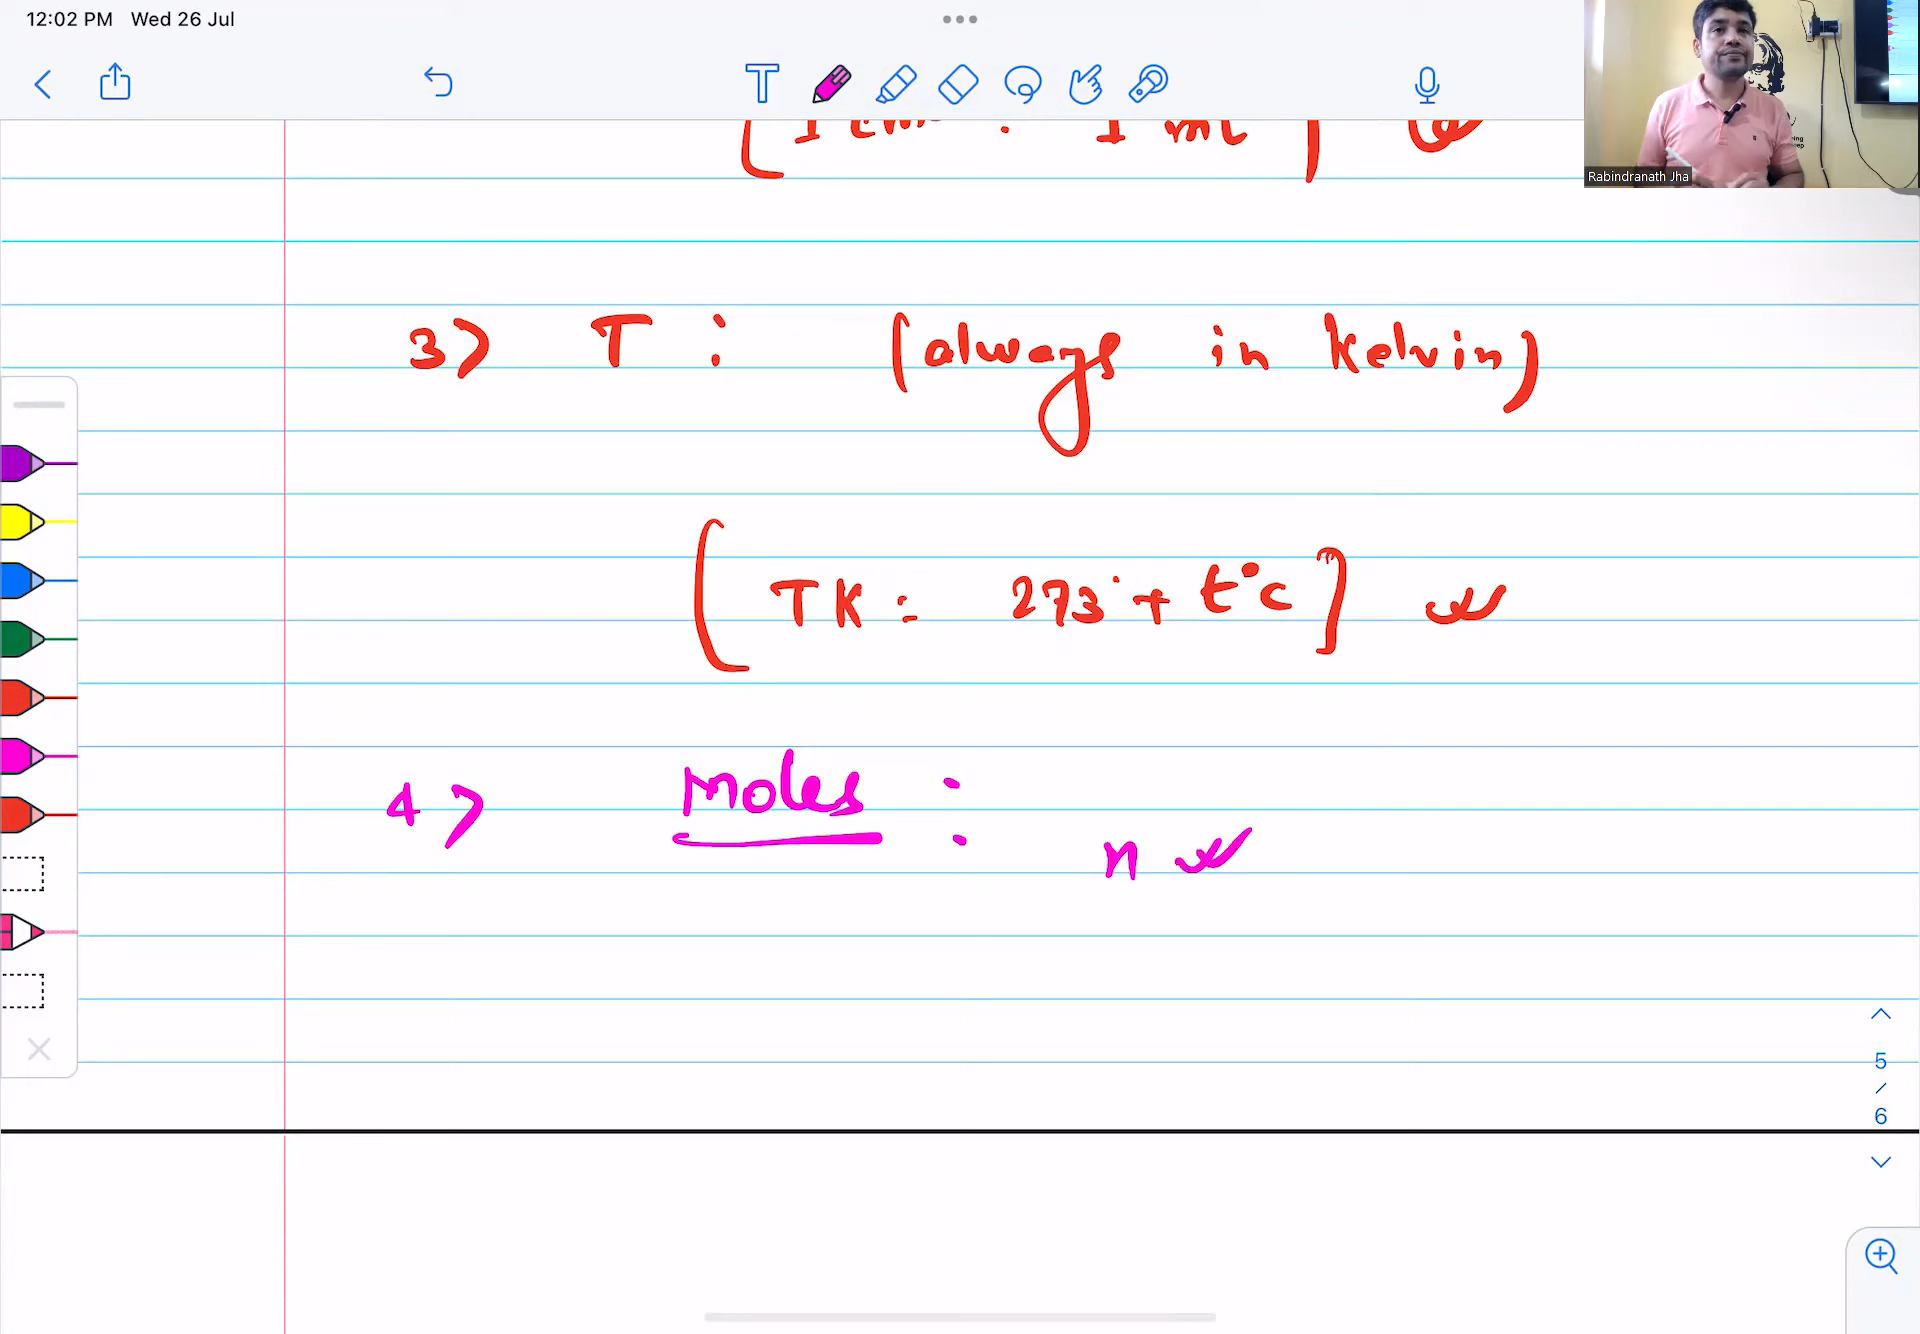 12:02 PM Wed 26 Jul
Rabindranath Jha
3> T : (always in Kelvin)
[TK = 273 + t°C]
4> Moles :
n
5
/
6